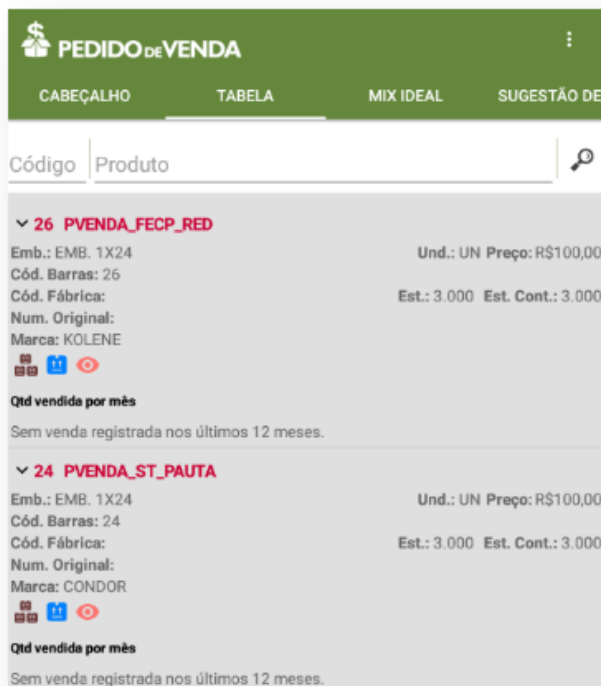 PEDIDO DE VENDA
CABEÇALHO TABELA MIX IDEAL SUGESTÃO DE
Código Produto
26 PVENDA_FECP_RED
Emb.: EMB. 1X24 Und.: UN Preço: R$100,00
Cód. Barras: 26
Cód. Fábrica: Est.: 3.000 Est. Cont.: 3.000
Num. Original:
Marca: KOLENE
Qtd vendida por mês
Sem venda registrada nos últimos 12 meses.
24 PVENDA_ST_PAUTA
Emb.: EMB. 1X24 Und.: UN Preço: R$100,00
Cód. Barras: 24
Cód. Fábrica: Est.: 3.000 Est. Cont.: 3.000
Num. Original:
Marca: CONDOR
Qtd vendida por mês
Sem venda registrada nos últimos 12 meses.